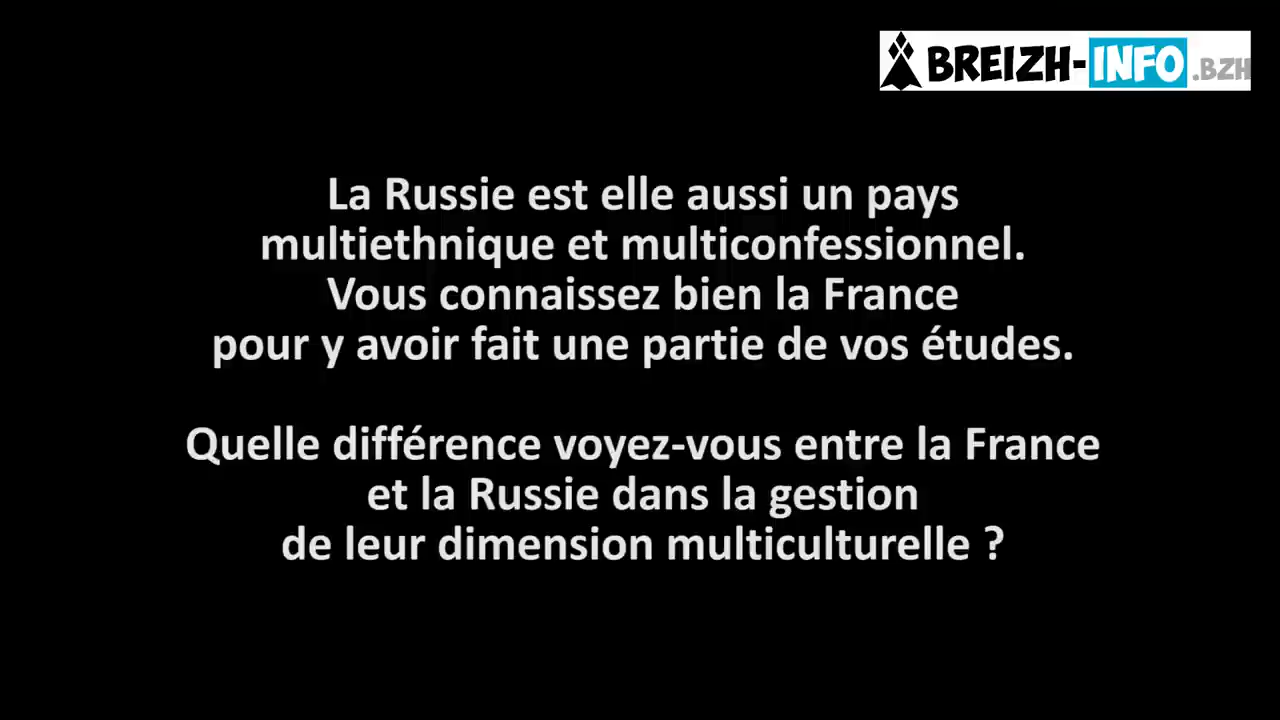 BREIZH-INFO.BZH
La Russie est elle aussi un pays
multiethnique et multiconfessionnel.
Vous connaissez bien la France
pour y avoir fait une partie de vos études.
Quelle différence voyez-vous entre la France
et la Russie dans la gestion
de leur dimension multiculturelle ?